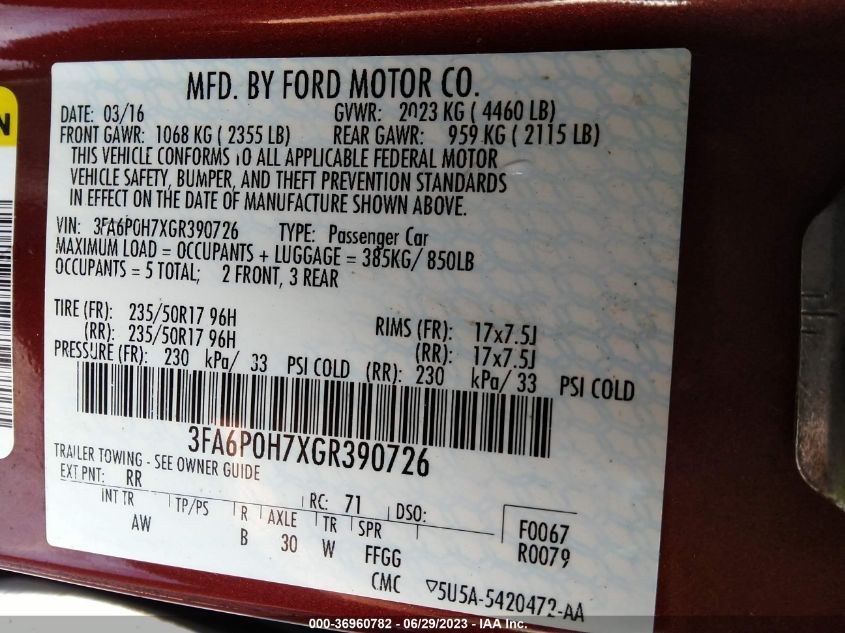 N
MFD. BY FORD MOTOR CO.
DATE: 03/16 GVWR: 2023 KG ( 4460 LB)
FRONT GAWR: 1068 KG ( 2355 LB) REAR GAWR: 959 KG ( 2115 LB)
THIS VEHICLE CONFORMS TO ALL APPLICABLE FEDERAL MOTOR
VEHICLE SAFETY, BUMPER, AND THEFT PREVENTION STANDARDS
IN EFFECT ON THE DATE OF MANUFACTURE SHOWN ABOVE.
VIN: 3FA6P0H7XGR390726 TYPE: Passenger Car
MAXIMUM LOAD = OCCUPANTS + LUGGAGE = 385KG/ 850LB
OCCUPANTS = 5 TOTAL; 2 FRONT, 3 REAR
TIRE (FR): 235/50R17 96H RIMS (FR): 17x7.5J
(RR): 235/50R17 96H (RR): 17x7.5J
PRESSURE (FR): 230 kPa/ 33 PSI COLD (RR): 230 kPa/ 33 PSI COLD
3FA6P0H7XGR390726
TRAILER TOWING - SEE OWNER GUIDE
EXT PNT: RR RC: 71 DSO:
INT TR TP/PS R AXLE TR SPR F0067
AW B 30 W FFGG R0079
CMC 5U5A-5420472-AA
000-36960782 - 06/29/2023 - IAA Inc.